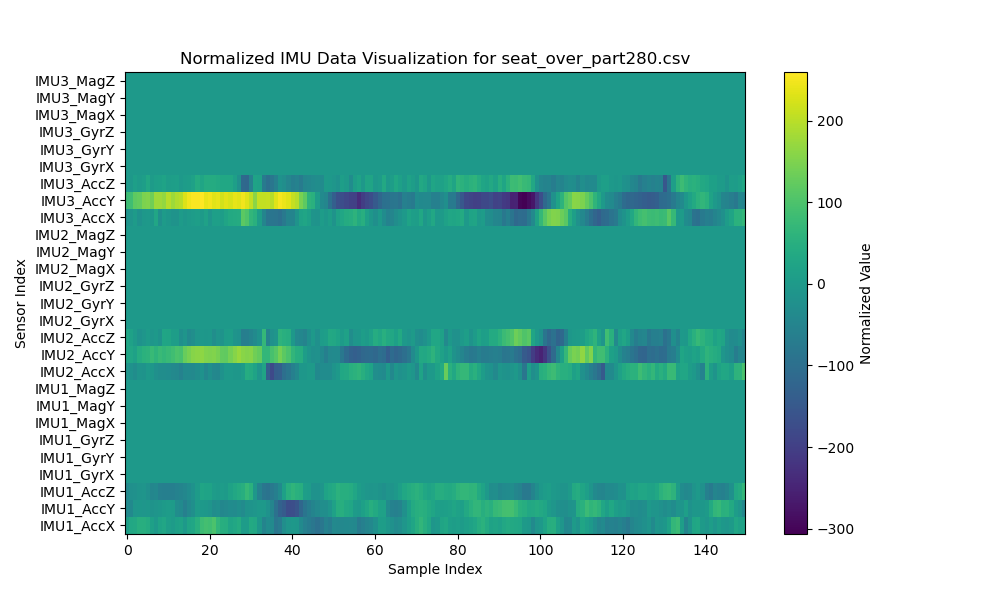 Normalized IMU Data Visualization for seat_over_part280.csv
IMU3_MagZ
IMU3_MagY
IMU3_MagX
IMU3_GyrZ
IMU3_GyrY
IMU3_GyrX
IMU3_AccZ
IMU3_AccY
IMU3_AccX
IMU2_MagZ
IMU2_MagY
IMU2_MagX
IMU2_GyrZ
IMU2_GyrY
IMU2_GyrX
IMU2_AccZ
IMU2_AccY
IMU2_AccX
IMU1_MagZ
IMU1_MagY
IMU1_MagX
IMU1_GyrZ
IMU1_GyrY
IMU1_GyrX
IMU1_AccZ
IMU1_AccY
IMU1_AccX
Sensor Index
0 20 40 60 80 100 120 140
Sample Index
200
100
0
−100
−200
−300
Normalized Value